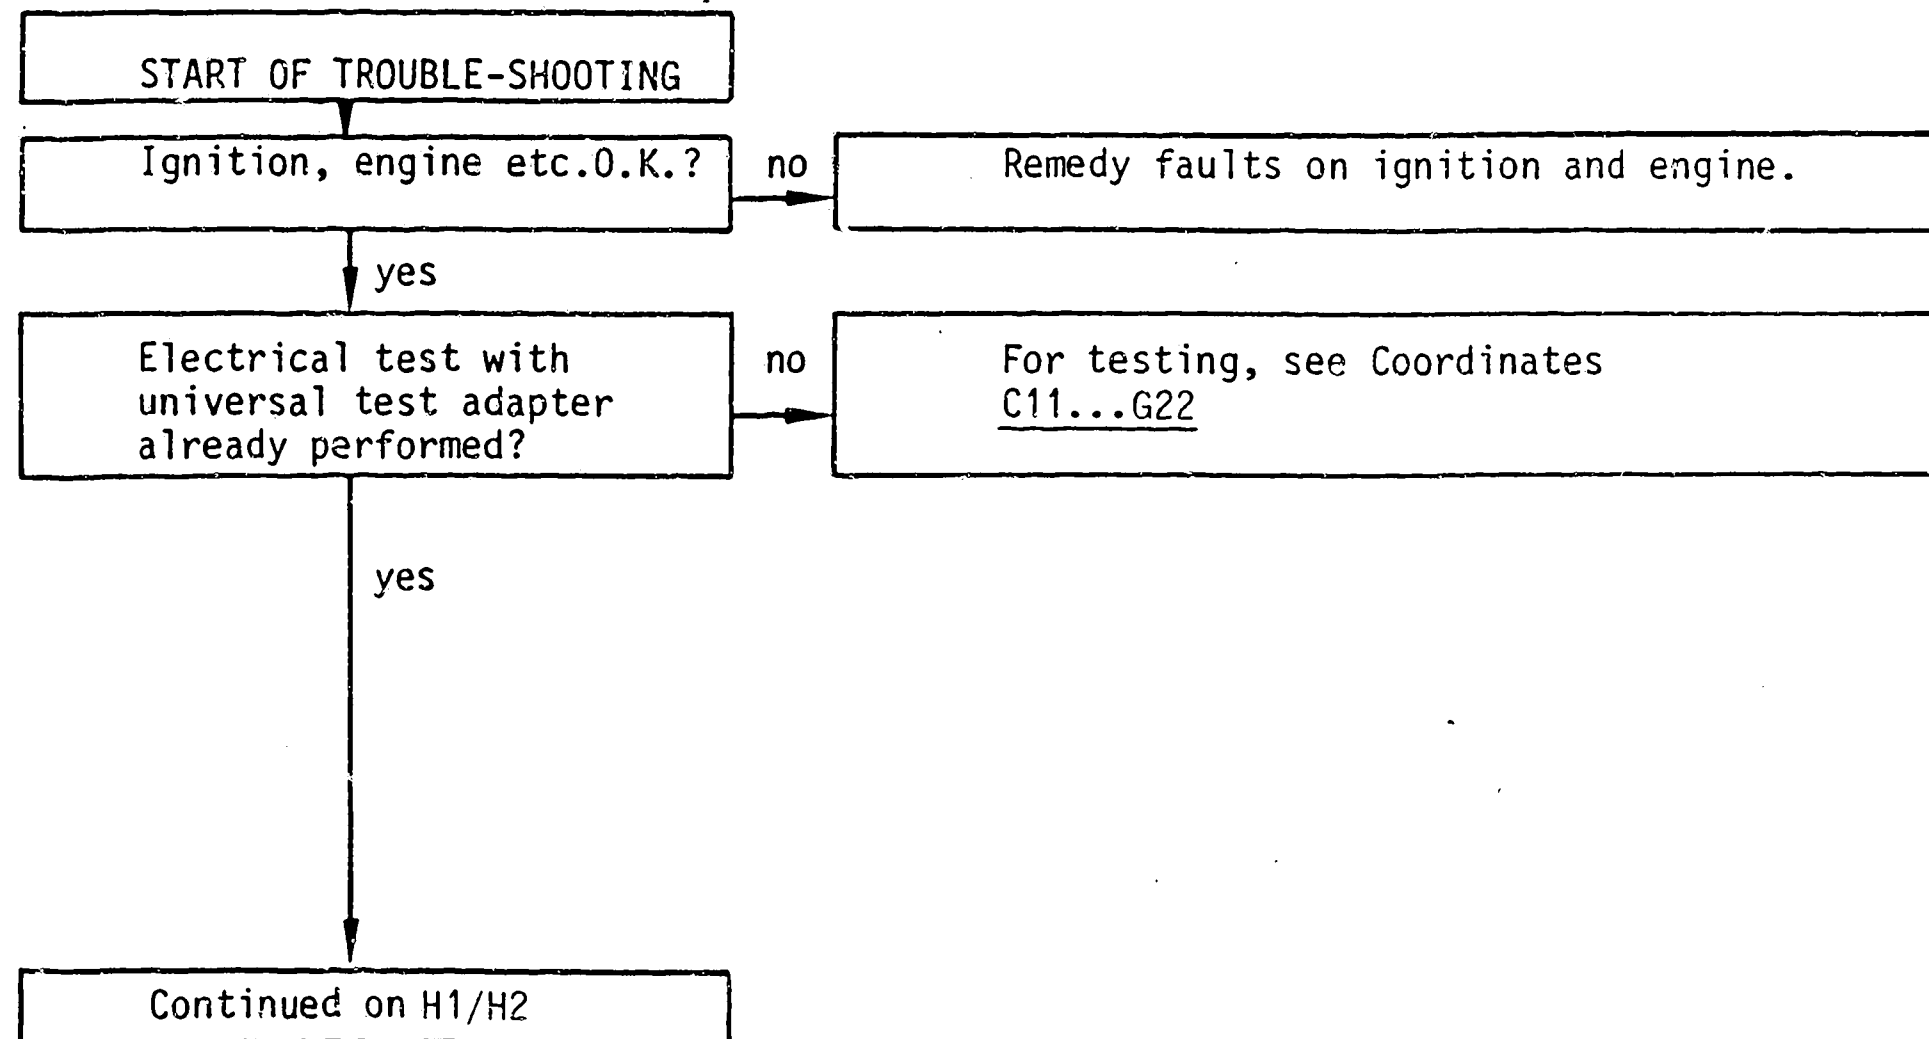 START OF TROUBLE-SHOOTING
Ignition, engine etc.O.K.?
no
Remedy faults on ignition and engine.
yes
Electrical test with
universal test adapter
already performed?
no
For testing, see Coordinates
C11...G22
yes
Continued on H1/H2